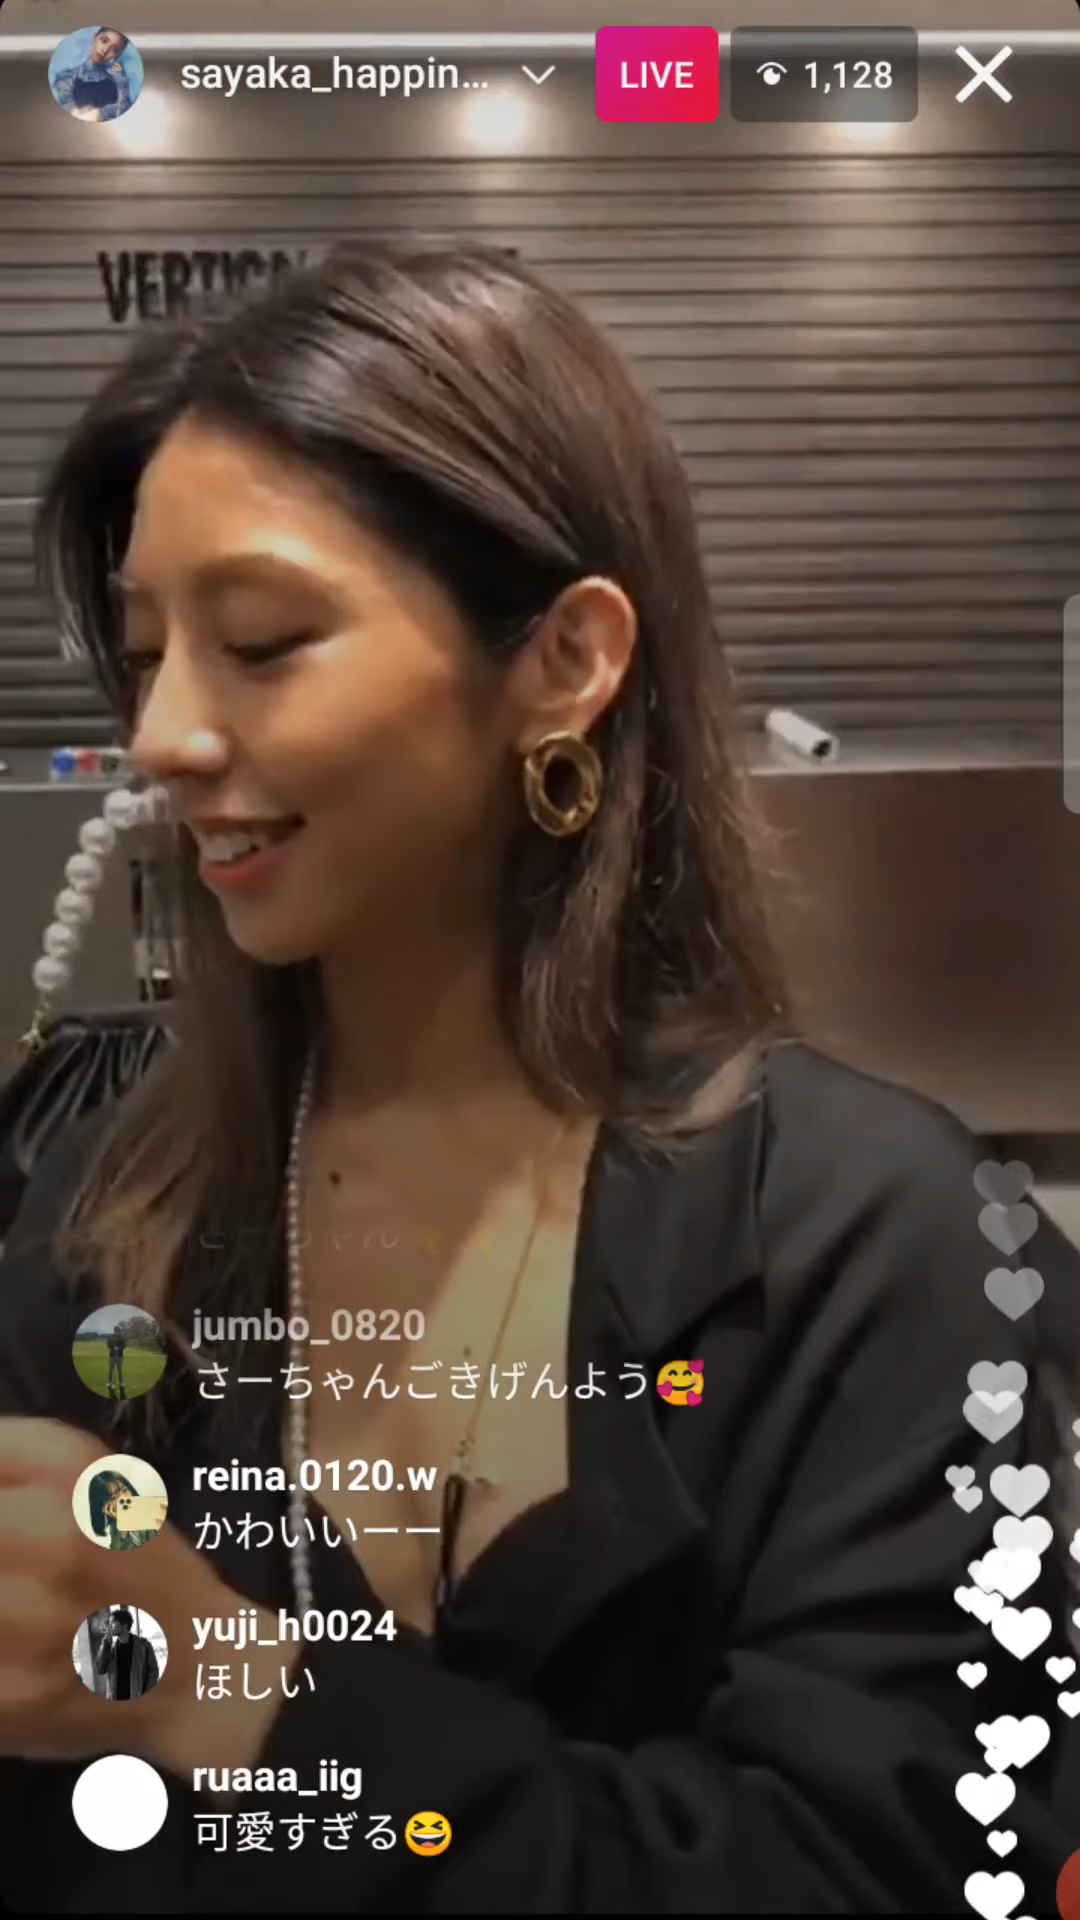 sayaka_happin...
LIVE
1,128
VERTICA
jumbo_0820
さーちゃんごきげんよう🥰
reina.0120.w
かわいいーー
yuji_h0024
ほしい
ruaaa_iig
可愛すぎる😆